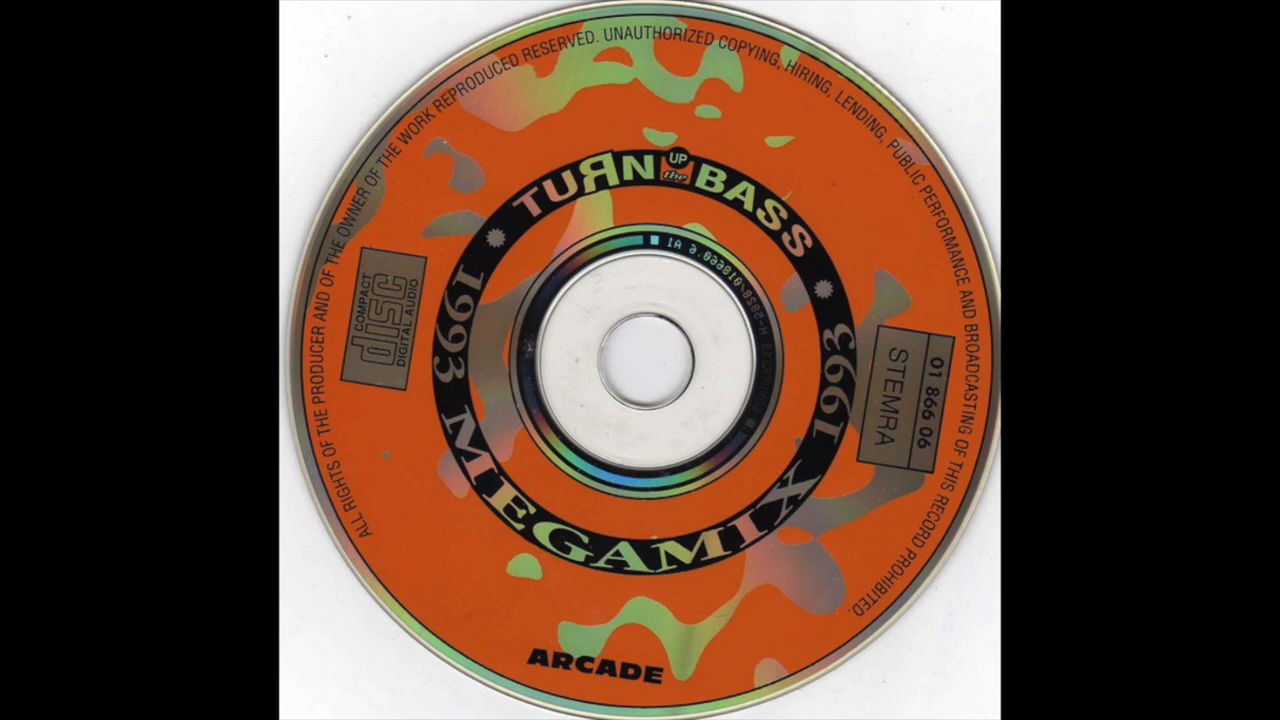 ALL RIGHTS OF THE PRODUCER AND OF THE OWNER OF THE WORK REPRODUCED RESERVED. UNAUTHORIZED COPYING, HIRING, LENDING, PUBLIC PERFORMANCE AND BROADCASTING OF THIS RECORD PROHIBITED.
TURN UP the BASS
1993 MEGAMIX 1993
COMPACT
disc
DIGITAL AUDIO
01 866 06
STEMRA
ARCADE